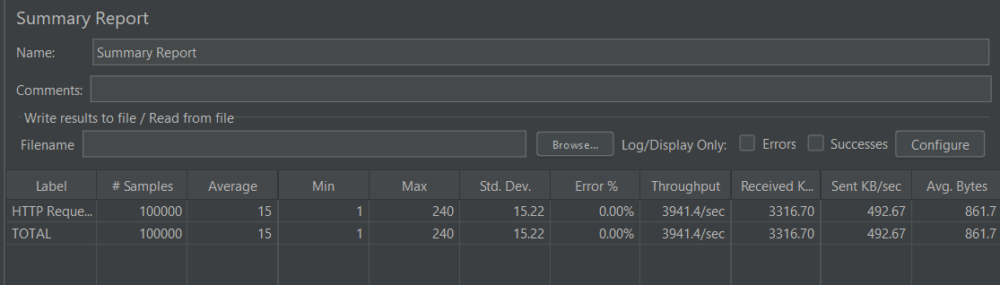 Summary Report
Name: Summary Report
Comments:
Write results to file / Read from file
Filename Browse... Log/Display Only: Errors Successes Configure
Label # Samples Average Min Max Std. Dev. Error % Throughput Received K... Sent KB/sec Avg. Bytes
HTTP Reque... 100000 15 1 240 15.22 0.00% 3941.4/sec 3316.70 492.67 861.7
TOTAL 100000 15 1 240 15.22 0.00% 3941.4/sec 3316.70 492.67 861.7